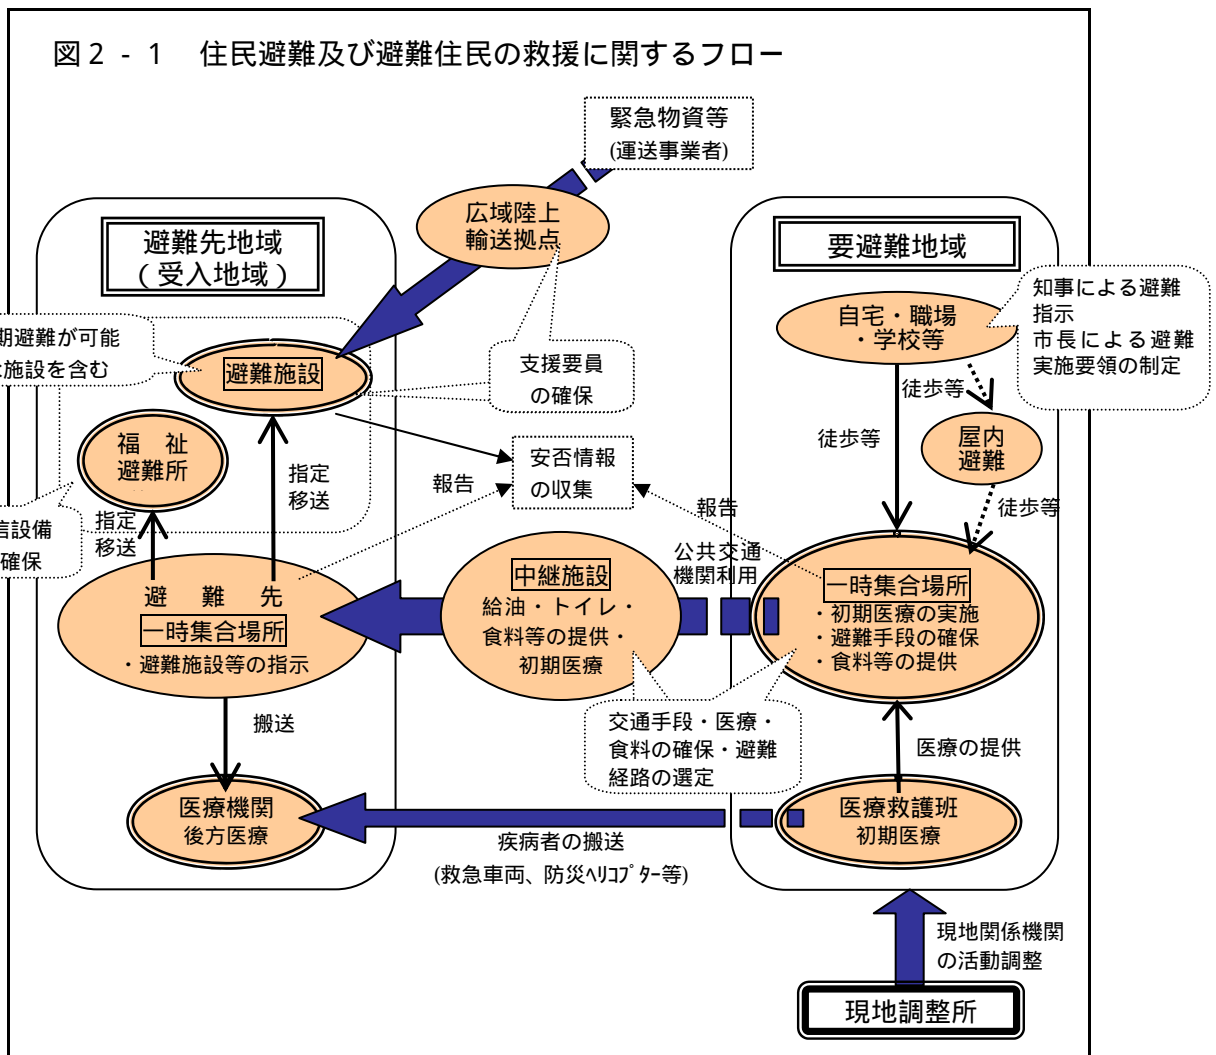 図2-1 住民避難及び避難住民の救援に関するフロー
緊急物資等
(運送事業者)
広域陸上
輸送拠点
避難先地域
(受入地域)
要避難地域
知事による避難
指示
市長による避難
実施要領の制定
自宅・職場
・学校等
期避難が可能
施設を含む
避難施設
支援要員
の確保
徒歩等
徒歩等
屋内
避難
福祉
避難所
指定
移送
報告
安否情報
の収集
報告
徒歩等
信設備
確保
指定
移送
公共交通
機関利用
避難先
一時集合場所
・避難施設等の指示
中継施設
給油・トイレ・
食料等の提供・
初期医療
一時集合場所
・初期医療の実施
・避難手段の確保
・食料等の提供
搬送
交通手段・医療・
食料の確保・避難
経路の選定
医療の提供
医療機関
後方医療
医療救護班
初期医療
疾病者の搬送
(救急車両、防災ﾍﾘｺﾌﾟﾀｰ等)
現地関係機関
の活動調整
現地調整所